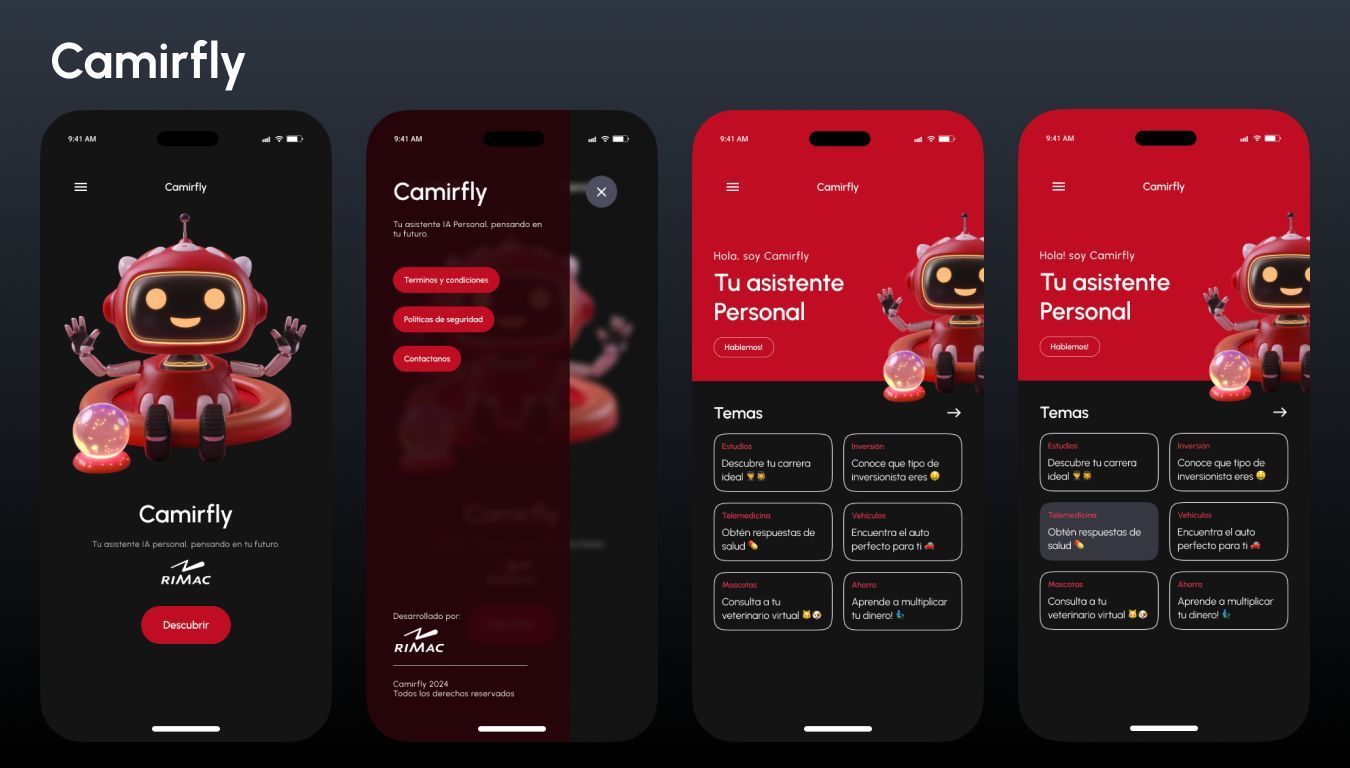 Camirfly
9:41 AM
Camirfly
Camirfly
Tu asistente IA personal, pensando en tu futuro.
RIMAC
Descubrir
9:41 AM
Camirfly
Tu asistente IA Personal, pensando en
tu futuro.
Terminos y condiciones
Políticas de seguridad
Contactanos
Desarrollado por:
RIMAC
Camirfly 2024
Todos los derechos reservados
9:41 AM
Camirfly
Hola, soy Camirfly
Tu asistente
Personal
Hablemos!
Temas
Estudios
Descubre tu carrera
ideal
Inversión
Conoce que tipo de
inversionista eres 😄
Telemedicina
Obtén respuestas de
salud 💊
Vehículos
Encuentra el auto
perfecto para ti 🚗
Mascotas
Consulta a tu
veterinario virtual 🐱🐶
Ahorro
Aprende a multiplicar
tu dinero!
9:41 AM
Camirfly
Hola! soy Camirfly
Tu asistente
Personal
Hablemos!
Temas
Estudios
Descubre tu carrera
ideal
Inversión
Conoce que tipo de
inversionista eres 😄
Telemedicina
Obtén respuestas de
salud 💊
Vehículos
Encuentra el auto
perfecto para ti 🚗
Mascotas
Consulta a tu
veterinario virtual 🐱🐶
Ahorro
Aprende a multiplicar
tu dinero!